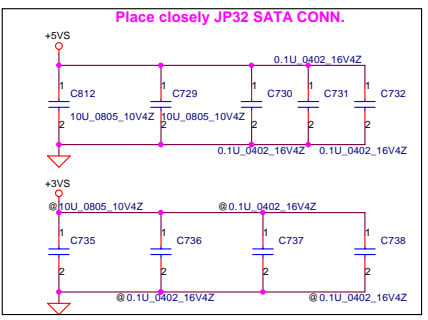 Place closely JP32 SATA CONN.
+5VS
0.1U_0402_16V4Z
1 1 1 1 1
C812 C729 C730 C731 C732
10U_0805_10V4Z 10U_0805_10V4Z
2 2 2 2 2
0.1U_0402_16V4Z 0.1U_0402_16V4Z
+3VS
@10U_0805_10V4Z @0.1U_0402_16V4Z
1 1 1 1
C735 C736 C737 C738
2 2 2 2
@0.1U_0402_16V4Z @0.1U_0402_16V4Z